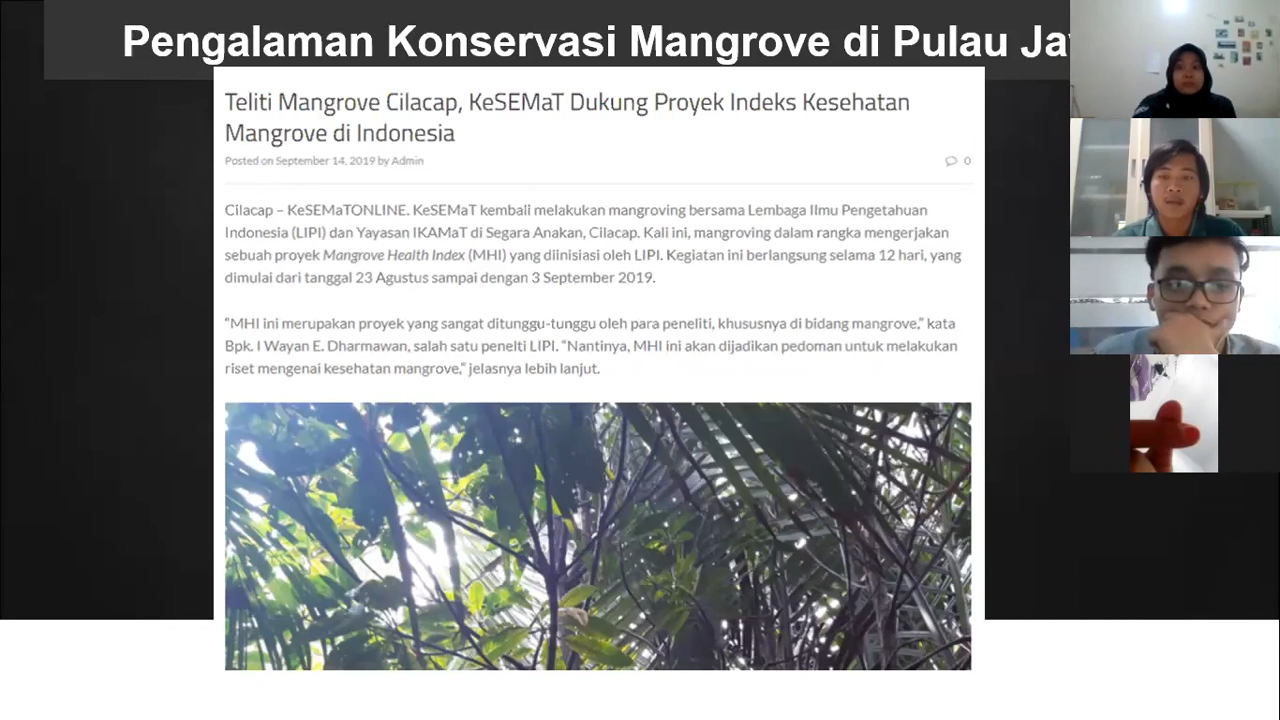 Pengalaman Konservasi Mangrove di Pulau Ja
Teliti Mangrove Cilacap, KeSEMaT Dukung Proyek Indeks Kesehatan
Mangrove di Indonesia
Posted on September 14, 2019 by Admin
0
Cilacap – KeSEMaTONLINE. KeSEMaT kembali melakukan mangroving bersama Lembaga Ilmu Pengetahuan
Indonesia (LIPI) dan Yayasan IKAMaT di Segara Anakan, Cilacap. Kali ini, mangroving dalam rangka mengerjakan
sebuah proyek Mangrove Health Index (MHI) yang diinisiasi oleh LIPI. Kegiatan ini berlangsung selama 12 hari, yang
dimulai dari tanggal 23 Agustus sampai dengan 3 September 2019.
“MHI ini merupakan proyek yang sangat ditunggu-tunggu oleh para peneliti, khususnya di bidang mangrove,” kata
Bpk. I Wayan E. Dharmawan, salah satu penelti LIPI. “Nantinya, MHI ini akan dijadikan pedoman untuk melakukan
riset mengenai kesehatan mangrove,” jelasnya lebih lanjut.